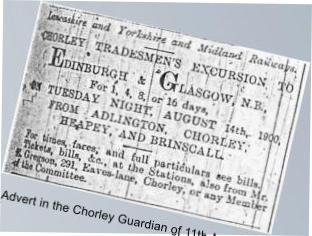 Lancashire and Yorkshire and Midland Railways.
CHORLEY TRADESMEN'S EXCURSION TO
EDINBURGH & GLASGOW, N.B.,
For 1, 4, 8, or 16 days,
ON TUESDAY NIGHT, AUGUST 14th, 1900,
FROM ADLINGTON, CHORLEY,
HEAPEY, AND BRINSCALL.
For times, fares, and full particulars see bills.
Tickets, bills, &c., at the Stations, also from Mr.
Gregson, 291, Eaves-lane, Chorley, or any Member
of the Committee.
Advert in the Chorley Guardian of 11th